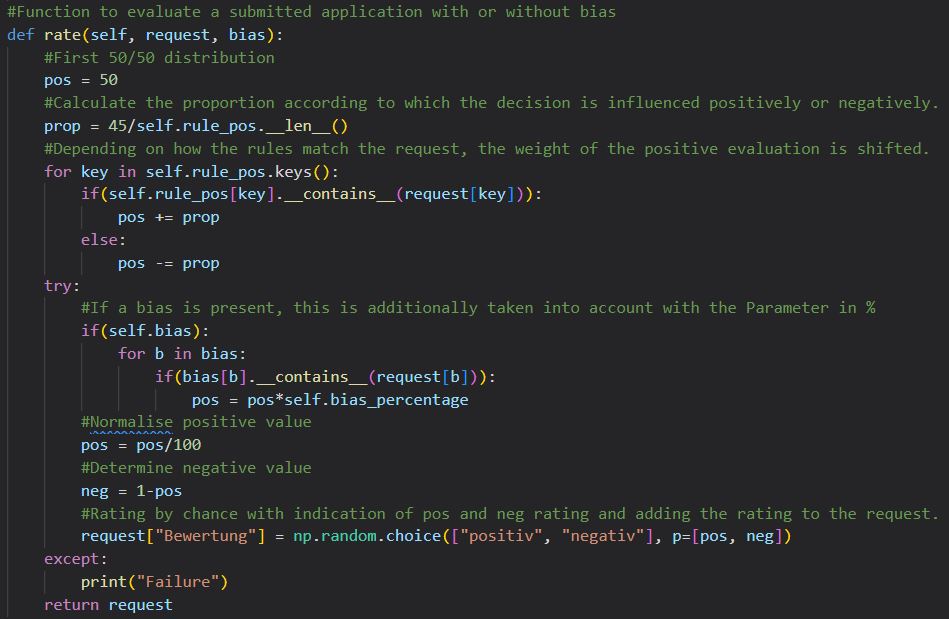 #Function to evaluate a submitted application with or without bias
def rate(self, request, bias):
    #First 50/50 distribution
    pos = 50
    #Calculate the proportion according to which the decision is influenced positively or negatively.
    prop = 45/self.rule_pos.__len__()
    #Depending on how the rules match the request, the weight of the positive evaluation is shifted.
    for key in self.rule_pos.keys():
        if(self.rule_pos[key].__contains__(request[key])):
            pos += prop
        else:
            pos -= prop
    try:
        #If a bias is present, this is additionally taken into account with the Parameter in %
        if(self.bias):
            for b in bias:
                if(bias[b].__contains__(request[b])):
                    pos = pos*self.bias_percentage
        #Normalise positive value
        pos = pos/100
        #Determine negative value
        neg = 1-pos
        #Rating by chance with indication of pos and neg rating and adding the rating to the request.
        request["Bewertung"] = np.random.choice(["positiv", "negativ"], p=[pos, neg])
    except:
        print("Failure")
    return request